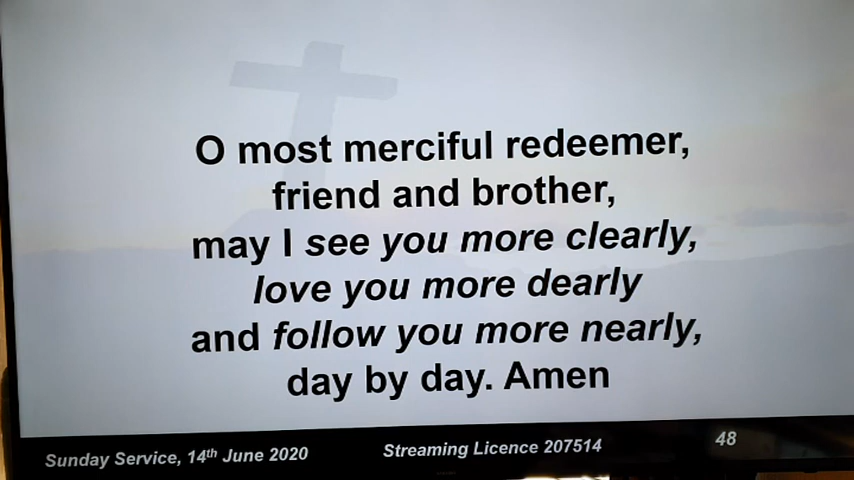 O most merciful redeemer,
friend and brother,
may I see you more clearly,
love you more dearly
and follow you more nearly,
day by day. Amen
Sunday Service, 14th June 2020
Streaming Licence 207514
48